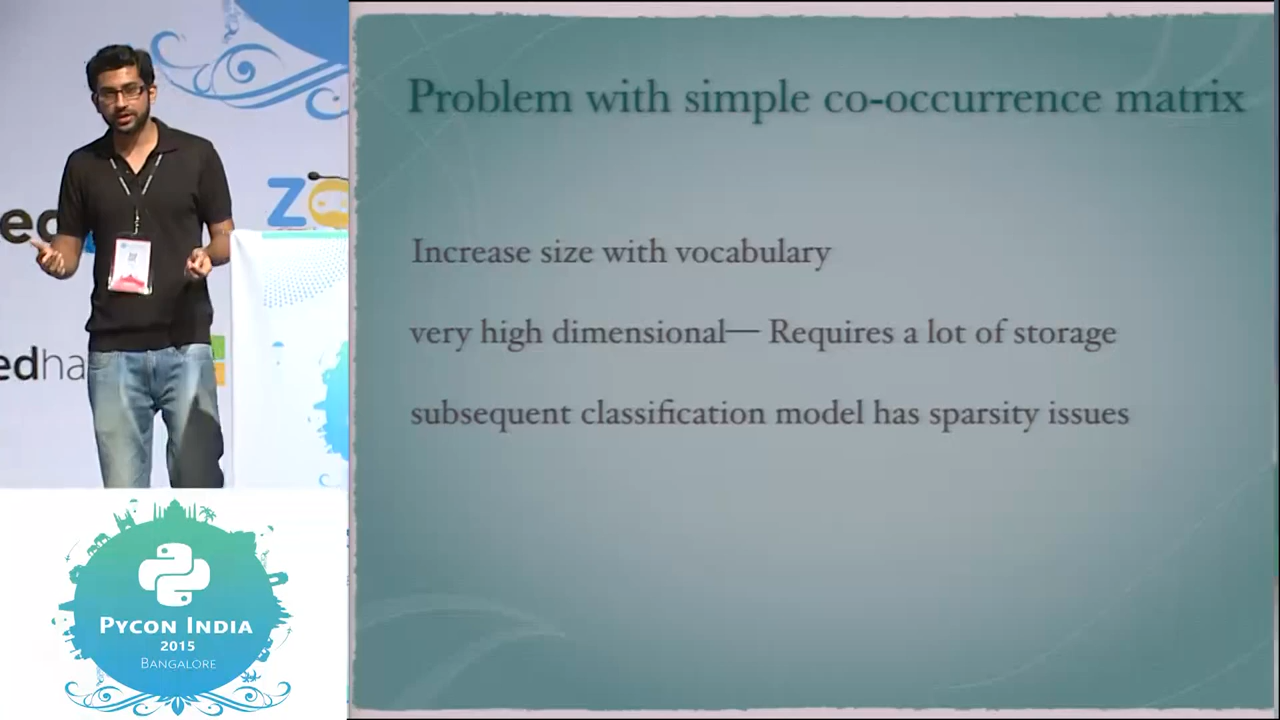 Problem with simple co-occurrence matrix
Increase size with vocabulary
very high dimensional— Requires a lot of storage
subsequent classification model has sparsity issues
edha
PYCON INDIA
2015
BANGALORE